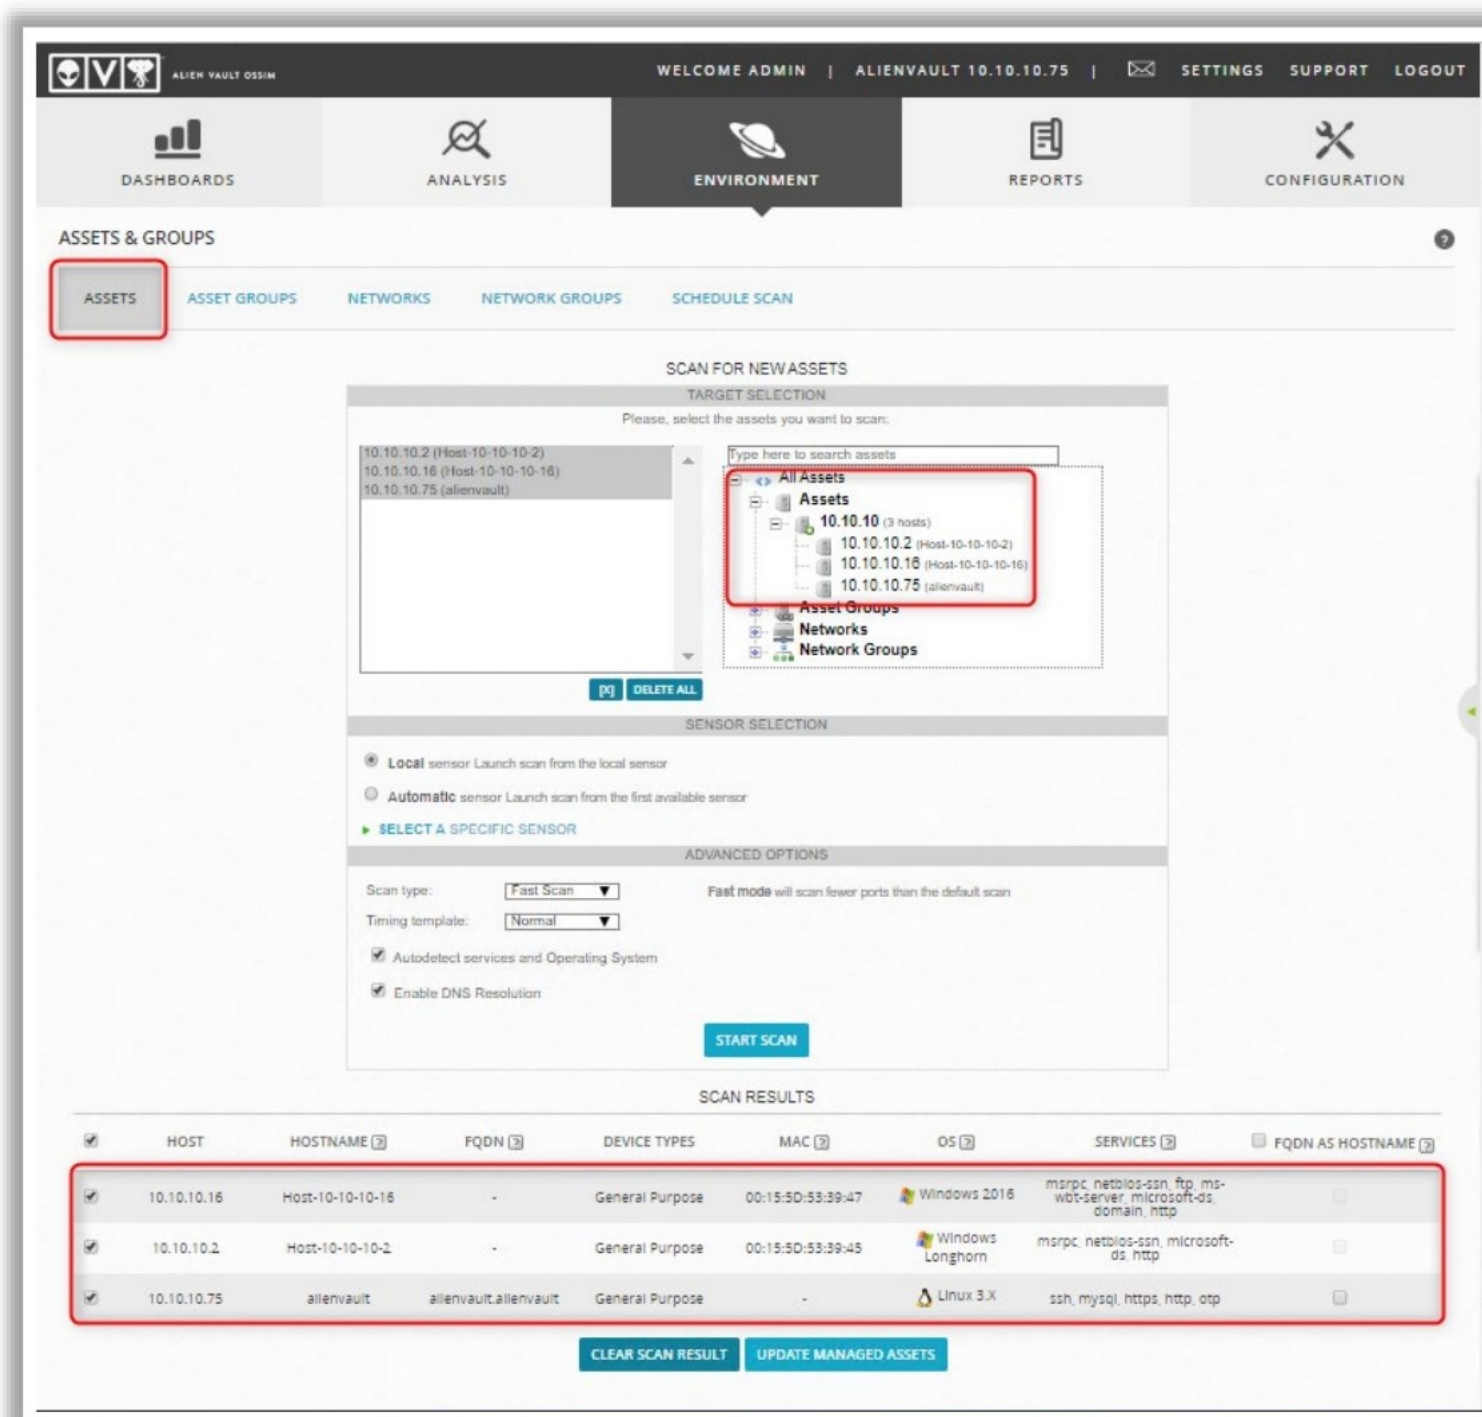 V ALIEN VAULT OSSIM WELCOME ADMIN | ALIENVAULT 10.10.10.75 | SETTINGS SUPPORT LOGOUT
DASHBOARDS ANALYSIS ENVIRONMENT REPORTS CONFIGURATION
ASSETS & GROUPS ?
ASSETS ASSET GROUPS NETWORKS NETWORK GROUPS SCHEDULE SCAN
SCAN FOR NEW ASSETS
TARGET SELECTION
Please, select the assets you want to scan:
10.10.10.2 (Host-10-10-10-2)
10.10.10.16 (Host-10-10-10-16)
10.10.10.75 (alienvault)
Type here to search assets
All Assets
Assets
10.10.10 (3 hosts)
10.10.10.2 (Host-10-10-10-2)
10.10.10.16 (Host-10-10-10-16)
10.10.10.75 (alienvault)
Asset Groups
Networks
Network Groups
[X] DELETE ALL
SENSOR SELECTION
Local sensor Launch scan from the local sensor
Automatic sensor Launch scan from the first available sensor
SELECT A SPECIFIC SENSOR
ADVANCED OPTIONS
Scan type: Fast Scan Fast mode will scan fewer ports than the default scan
Timing template: Normal
Autodetect services and Operating System
Enable DNS Resolution
START SCAN
SCAN RESULTS
HOST HOSTNAME ? FQDN ? DEVICE TYPES MAC ? OS ? SERVICES ? FQDN AS HOSTNAME ?
10.10.10.16 Host-10-10-10-16 - General Purpose 00:15:5D:53:39:47 Windows 2016 msrpc, netbios-ssn, ftp, ms-
wbt-server, microsoft-ds,
domain, http
10.10.10.2 Host-10-10-10-2 - General Purpose 00:15:5D:53:39:45 Windows msrpc, netbios-ssn, microsoft-
Longhorn ds, http
10.10.10.75 alienvault alienvault.alienvault General Purpose - Linux 3.X ssh, mysql, https, http, otp
CLEAR SCAN RESULT UPDATE MANAGED ASSETS